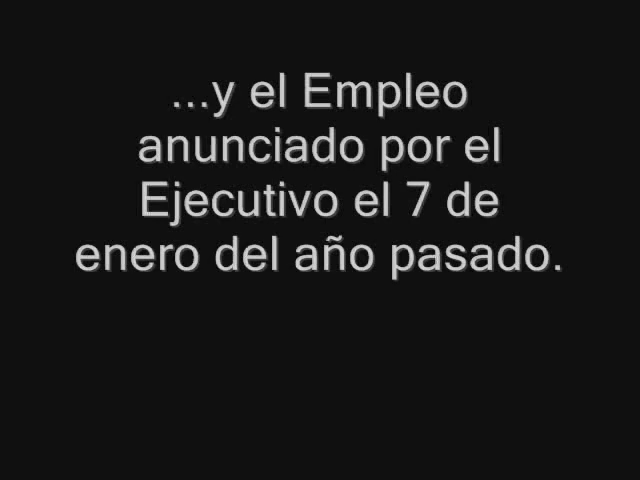 ...y el Empleo
anunciado por el
Ejecutivo el 7 de
enero del año pasado.